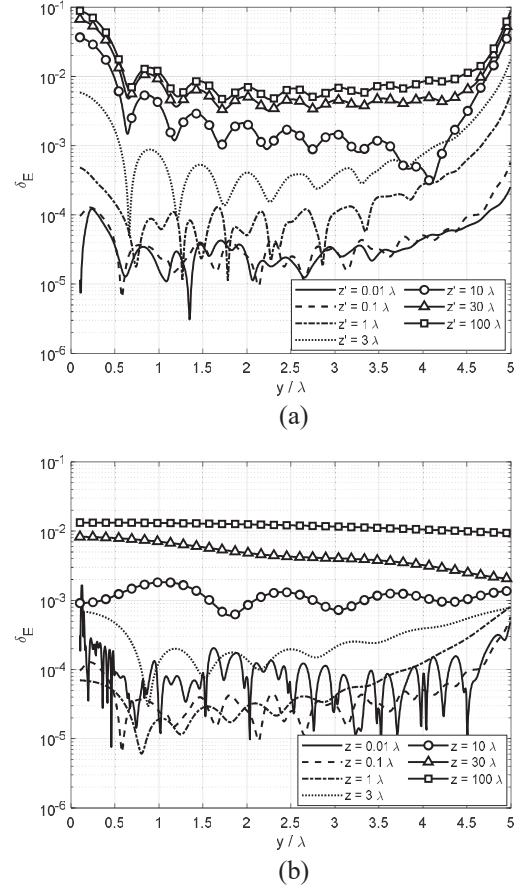 10-1
10-2
10-3
δE
10-4
10-5
10-6
z' = 0.01 λ
z' = 0.1 λ
z' = 1 λ
z' = 3 λ
z' = 10 λ
z' = 30 λ
z' = 100 λ
0 0.5 1 1.5 2 2.5 3 3.5 4 4.5 5
y / λ
(a)
10-1
10-2
10-3
δE
10-4
10-5
10-6
z = 0.01 λ
z = 0.1 λ
z = 1 λ
z = 3 λ
z = 10 λ
z = 30 λ
z = 100 λ
0 0.5 1 1.5 2 2.5 3 3.5 4 4.5 5
y / λ
(b)